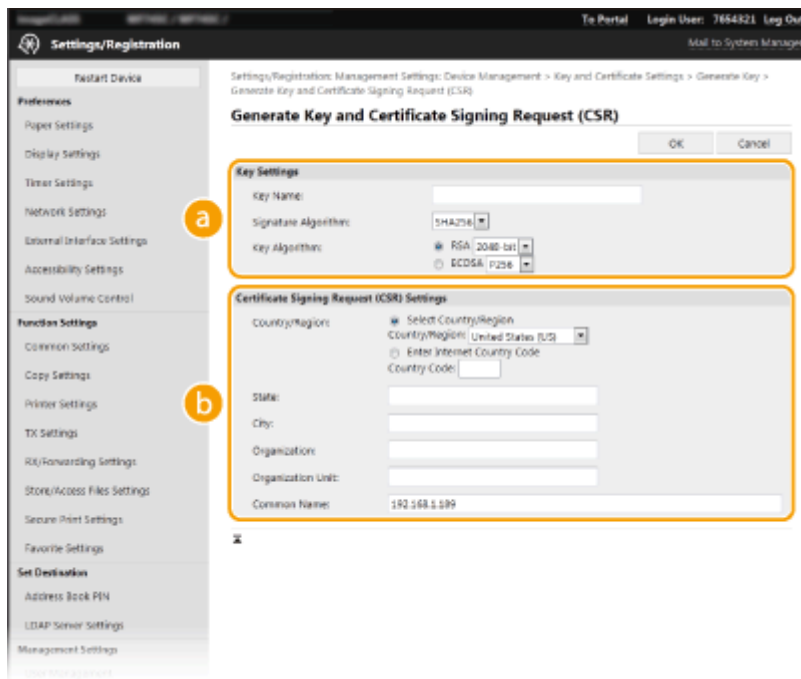 To Portal Login User: 7654321 Log Ou
Settings/Registration
Mail to System Manage
Restart Device
Preferences
Paper Settings
Display Settings
Timer Settings
Network Settings
External Interface Settings
Accessibility Settings
Sound Volume Control
Function Settings
Common Settings
Copy Settings
Printer Settings
TX Settings
RX/Forwarding Settings
Store/Access Files Settings
Secure Print Settings
Favorite Settings
Set Destination
Address Book PIN
LDAP Server Settings
Management Settings
User Management
Settings/Registration: Management Settings: Device Management > Key and Certificate Settings > Generate Key >
Generate Key and Certificate Signing Request (CSR)
Generate Key and Certificate Signing Request (CSR)
OK Cancel
a
Key Settings
Key Name:
Signature Algorithm: SHA256
Key Algorithm: RSA 2048-bit
ECDSA P256
b
Certificate Signing Request (CSR) Settings
Country/Region: Select Country/Region
Country/Region: United States (US)
Enter Internet Country Code
Country Code:
State:
City:
Organization:
Organization Unit:
Common Name: 192.168.1.189